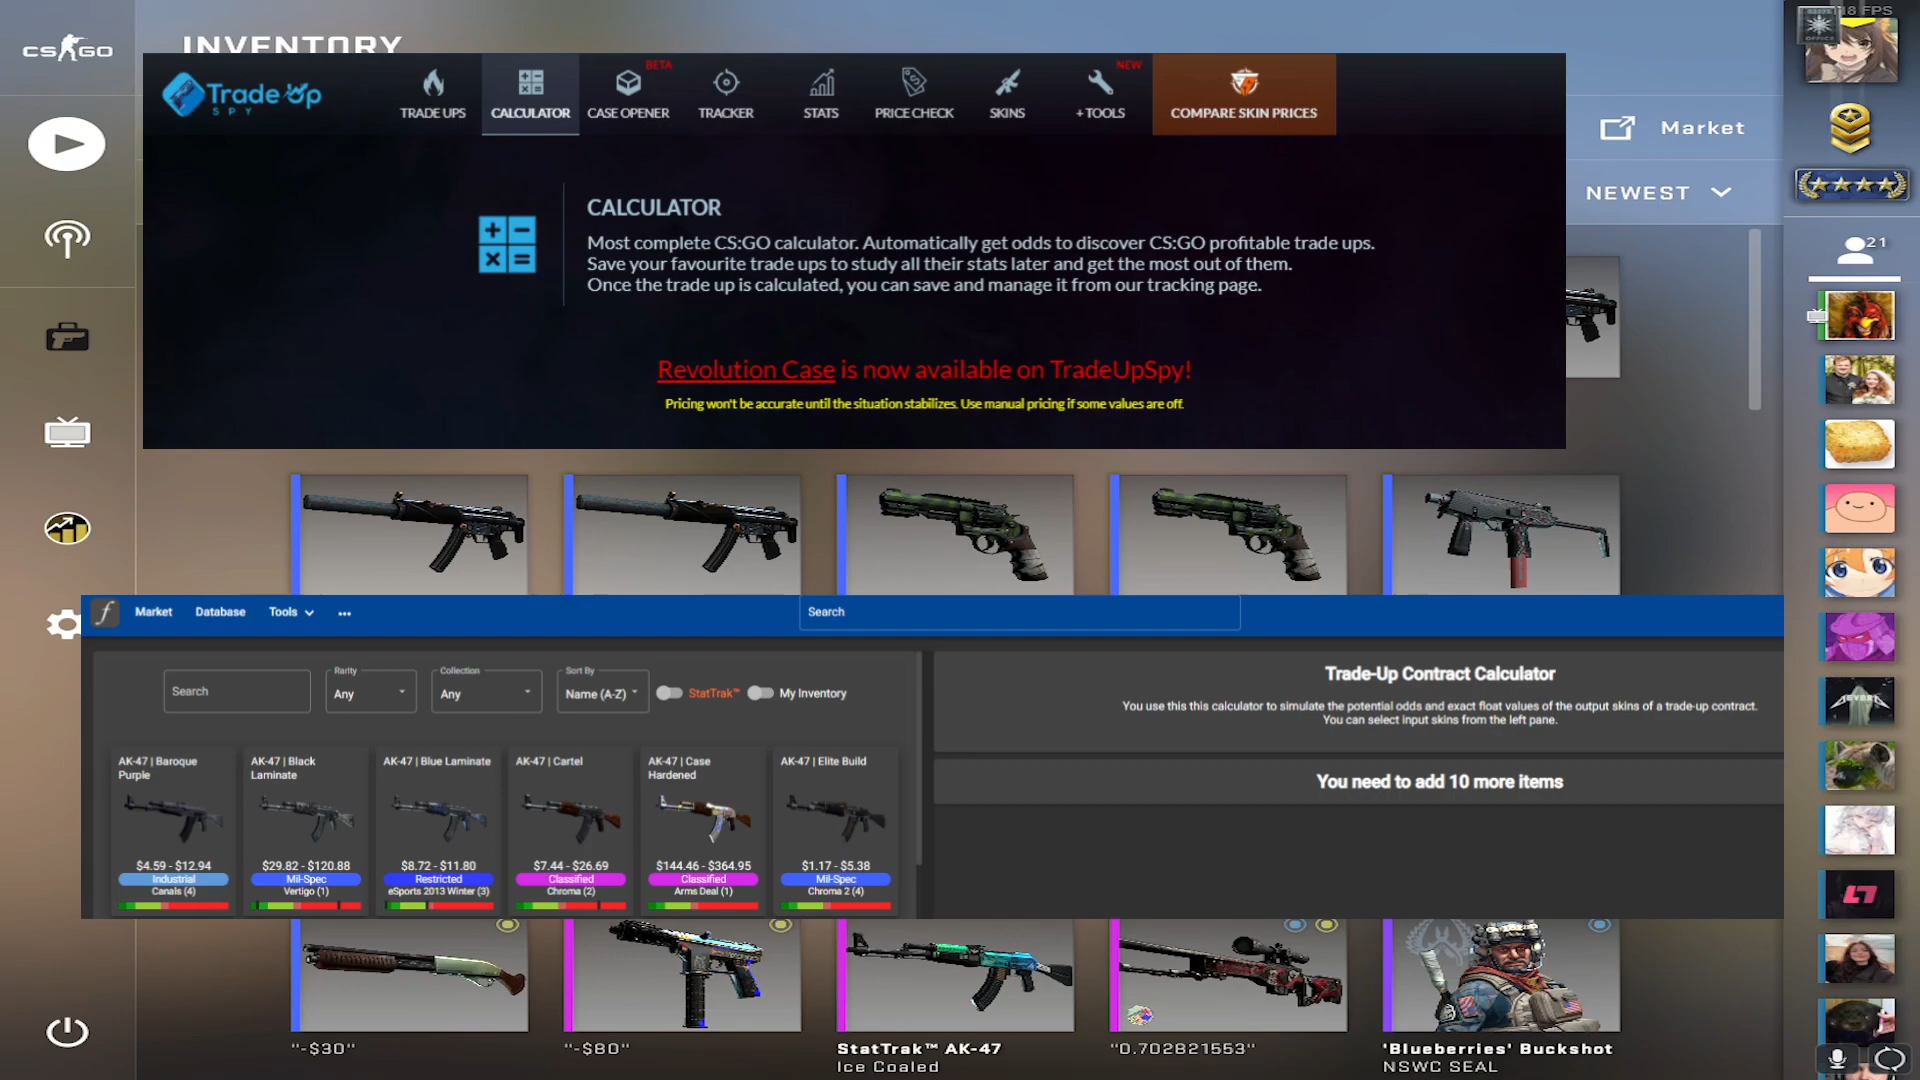 118 FPS
CS GO
INVENTORY
Market
NEWEST
21
Trade Up
SPY
TRADE UPS
CALCULATOR
BETA
CASE OPENER
TRACKER
STATS
PRICE CHECK
SKINS
NEW
+ TOOLS
COMPARE SKIN PRICES
CALCULATOR
Most complete CS:GO calculator. Automatically get odds to discover CS:GO profitable trade ups.
Save your favourite trade ups to study all their stats later and get the most out of them.
Once the trade up is calculated, you can save and manage it from our tracking page.
Revolution Case is now available on TradeUpSpy!
Pricing won't be accurate until the situation stabilizes. Use manual pricing if some values are off.
f
Market
Database
Tools
...
Search
Search
Rarity
Any
Collection
Any
Sort By
Name (A-Z)
StatTrak™
My Inventory
Trade-Up Contract Calculator
You use this this calculator to simulate the potential odds and exact float values of the output skins of a trade-up contract.
You can select input skins from the left pane.
You need to add 10 more items
AK-47 | Baroque
Purple
$4.59 - $12.94
Industrial
Canals (4)
AK-47 | Black
Laminate
$29.82 - $120.88
Mil-Spec
Vertigo (1)
AK-47 | Blue Laminate
$8.72 - $11.80
Restricted
eSports 2013 Winter (3)
AK-47 | Cartel
$7.44 - $26.69
Classified
Chroma (2)
AK-47 | Case
Hardened
$144.46 - $364.95
Classified
Arms Deal (1)
AK-47 | Elite Build
$1.17 - $5.38
Mil-Spec
Chroma 2 (4)
"-$30"
"-$80"
StatTrak™ AK-47
Ice Coaled
"0.702821553"
'Blueberries' Buckshot
NSWC SEAL